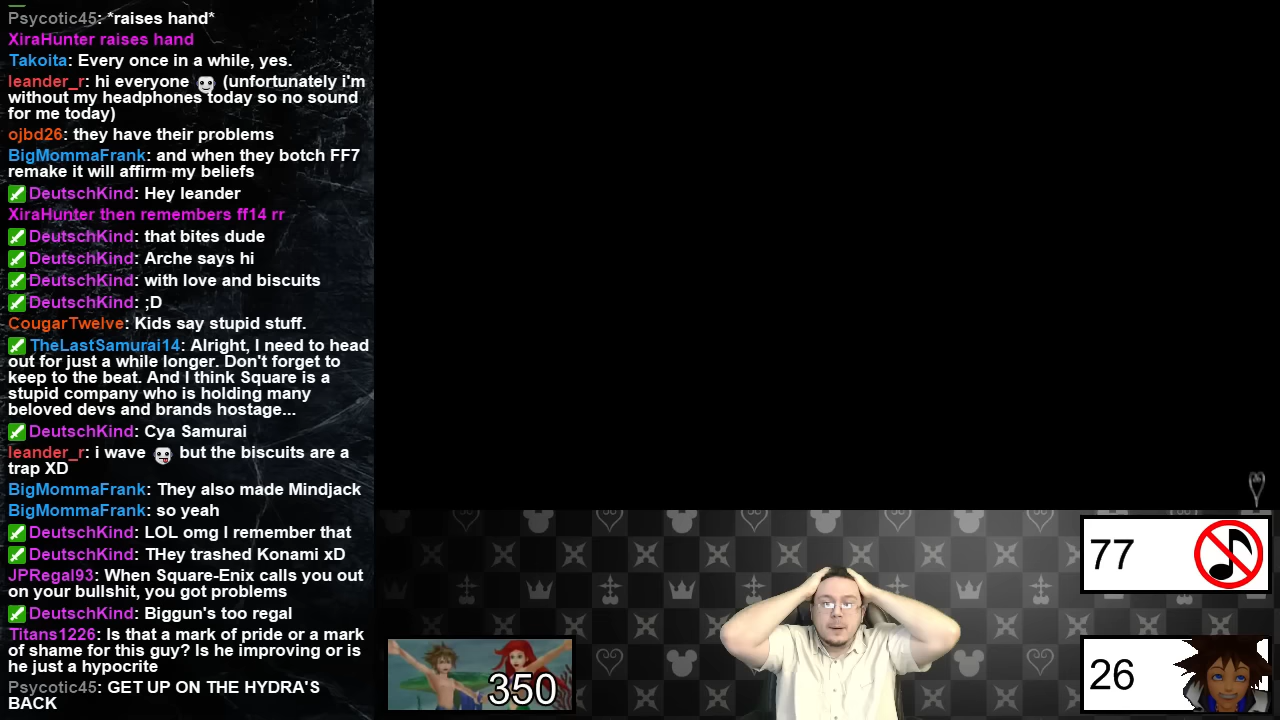 Psycotic45: *raises hand*
XiraHunter raises hand
Takoita: Every once in a while, yes.
leander_r: hi everyone (unfortunately i'm
without my headphones today so no sound
for me today)
ojbd26: they have their problems
BigMommaFrank: and when they botch FF7
remake it will affirm my beliefs
DeutschKind: Hey leander
XiraHunter then remembers ff14 rr
DeutschKind: that bites dude
DeutschKind: Arche says hi
DeutschKind: with love and biscuits
DeutschKind: ;D
CougarTwelve: Kids say stupid stuff.
TheLastSamurai14: Alright, I need to head
out for just a while longer. Don't forget to
keep to the beat. And I think Square is a
stupid company who is holding many
beloved devs and brands hostage...
DeutschKind: Cya Samurai
leander_r: i wave but the biscuits are a
trap XD
BigMommaFrank: They also made Mindjack
BigMommaFrank: so yeah
DeutschKind: LOL omg I remember that
DeutschKind: THey trashed Konami xD
JPRegal93: When Square-Enix calls you out
on your bullshit, you got problems
DeutschKind: Biggun's too regal
Titans1226: Is that a mark of pride or a mark
of shame for this guy? Is he improving or is
he just a hypocrite
Psycotic45: GET UP ON THE HYDRA'S
BACK
350
77
26